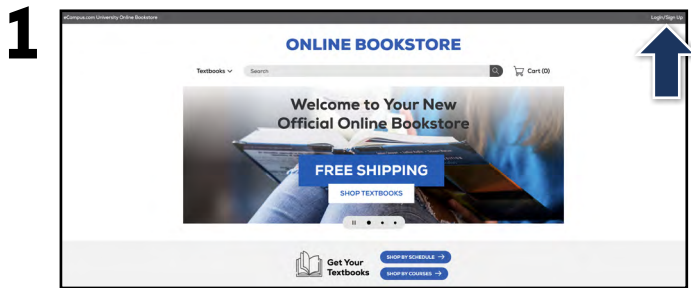 1
eCampus.com University Online Bookstore
Login/Sign Up
ONLINE BOOKSTORE
Textbooks
Search
Cart (0)
Welcome to Your New
Official Online Bookstore
FREE SHIPPING
SHOP TEXTBOOKS
Get Your
Textbooks
SHOP BY SCHEDULE →
SHOP BY COURSES →